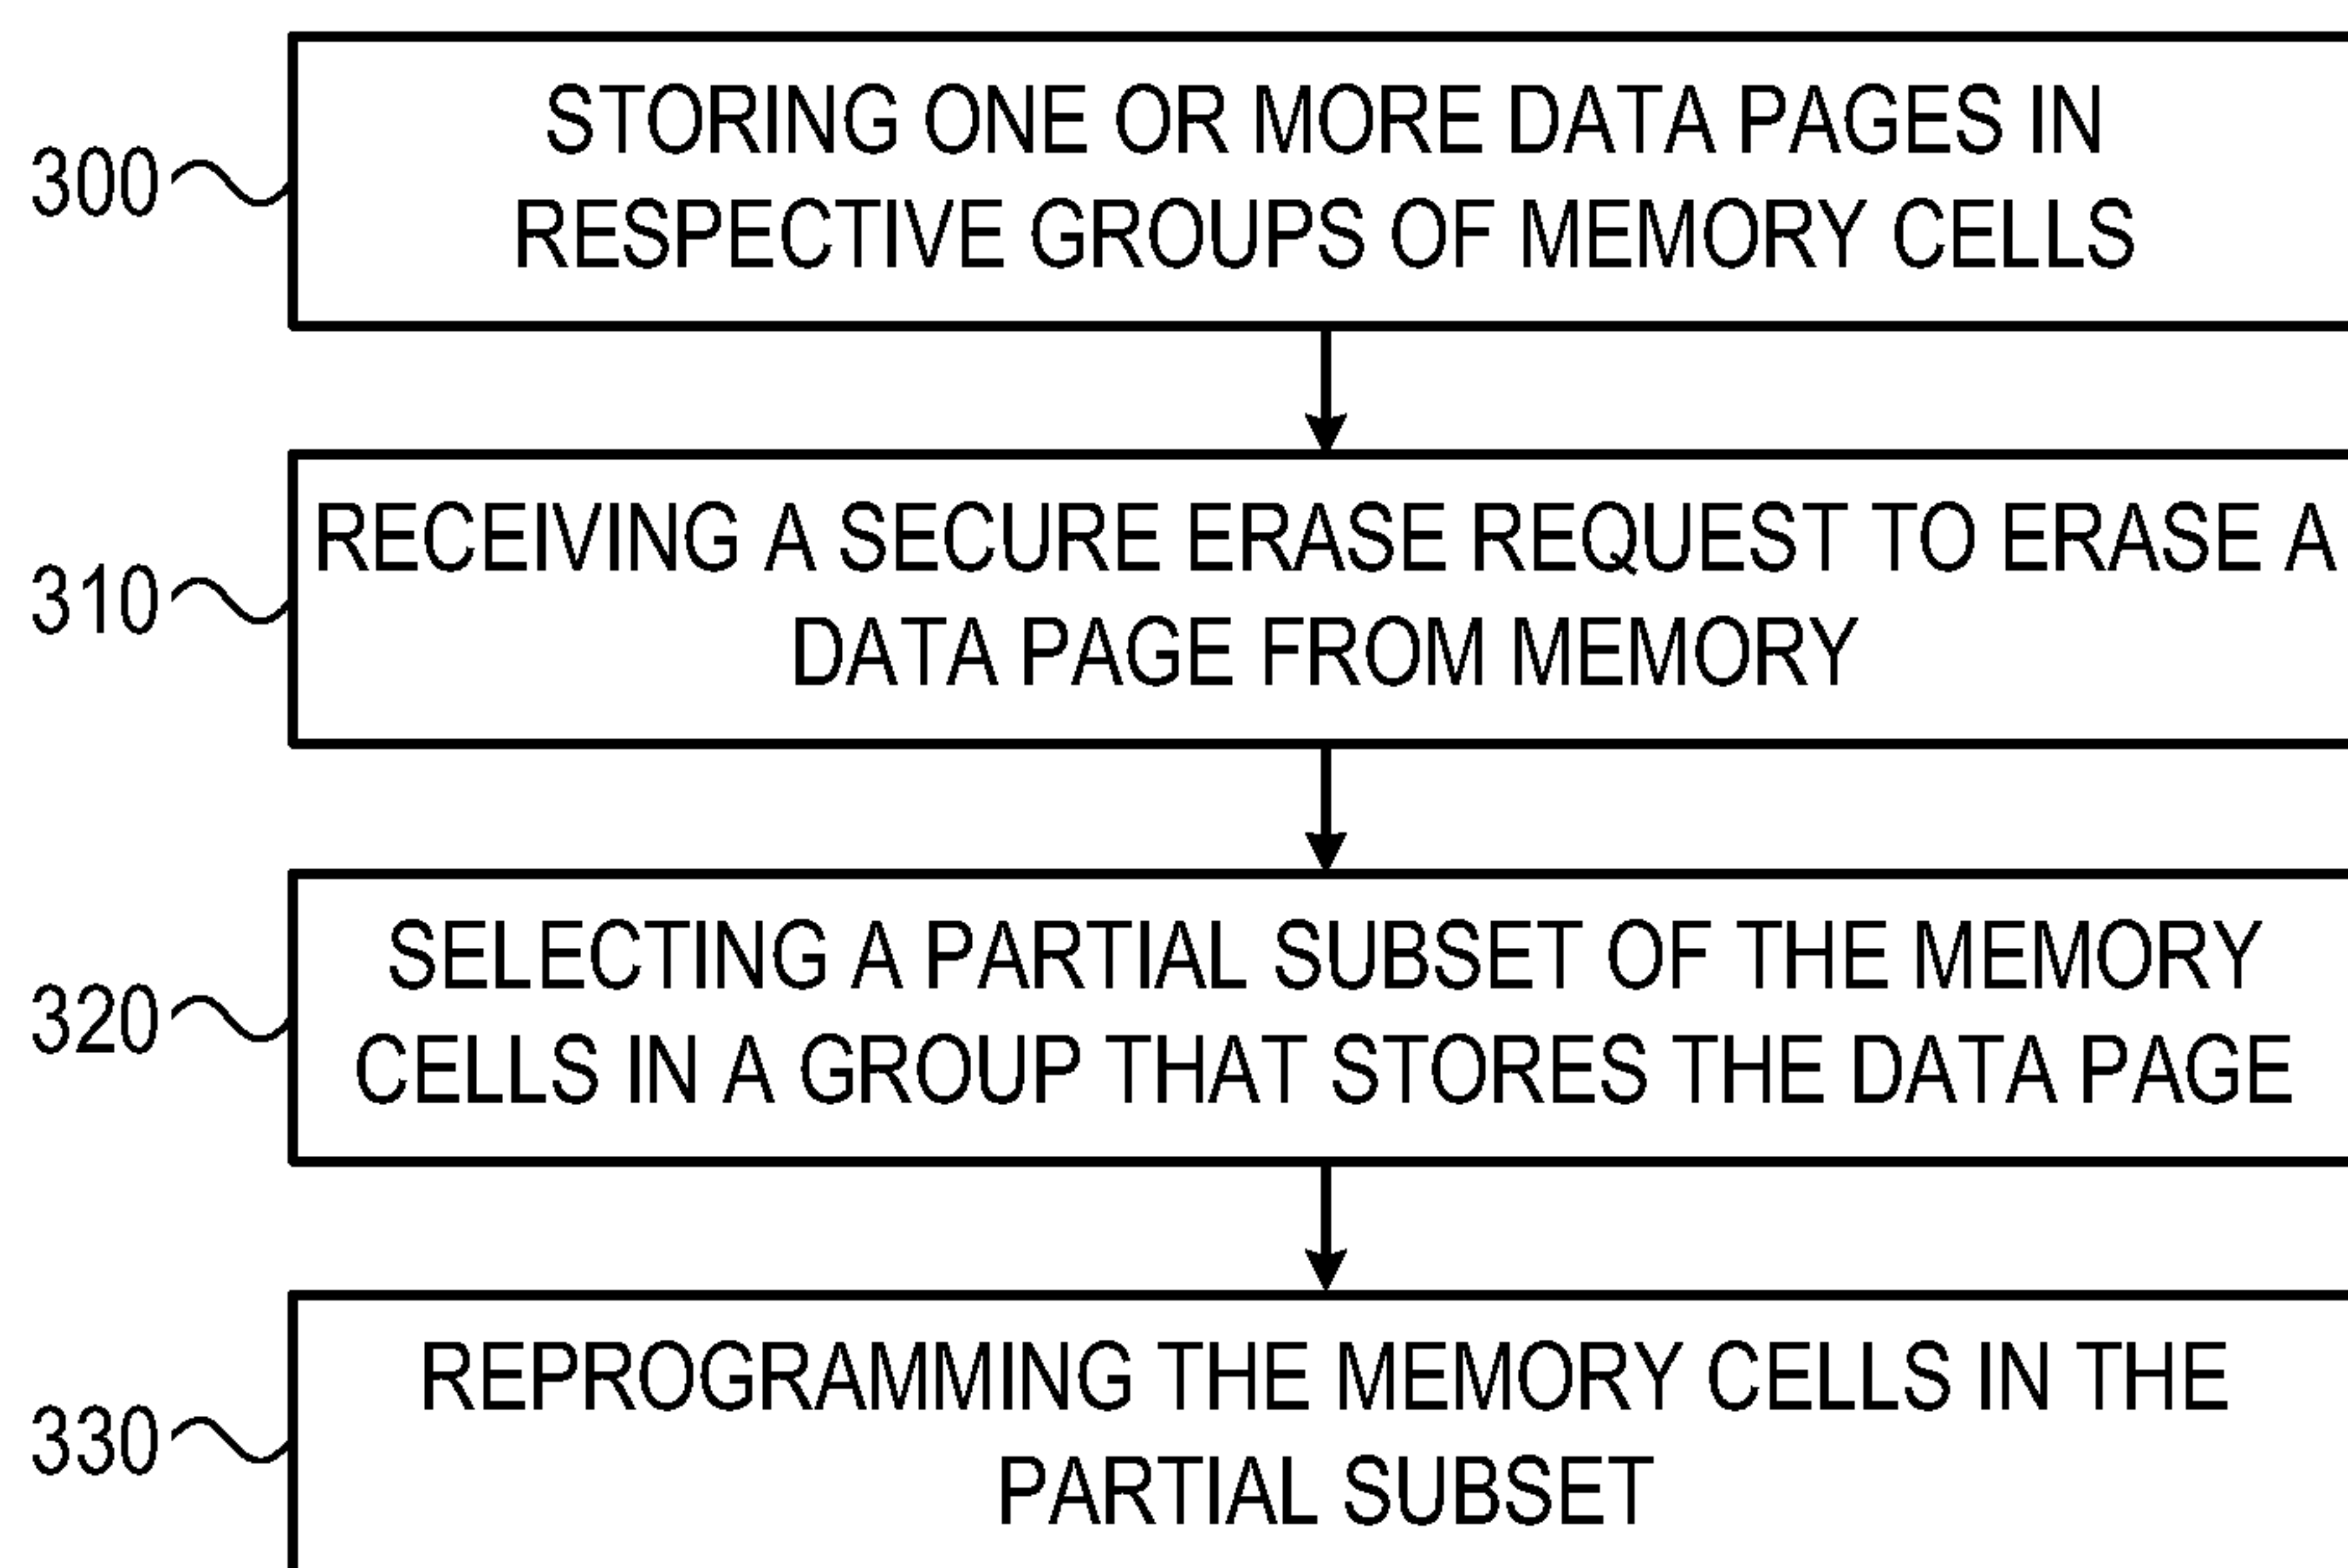 STORING ONE OR MORE DATA PAGES IN
300
RESPECTIVE GROUPS OF MEMORY CELLS
RECEIVING A SECURE ERASE REQUEST TO ERASE A
310
DATA PAGE FROM MEMORY
SELECTING A PARTIAL SUBSET OF THE MEMORY
320
CELLS IN A GROUP THAT STORES THE DATA PAGE
REPROGRAMMING THE MEMORY CELLS IN THE
330
PARTIAL SUBSET